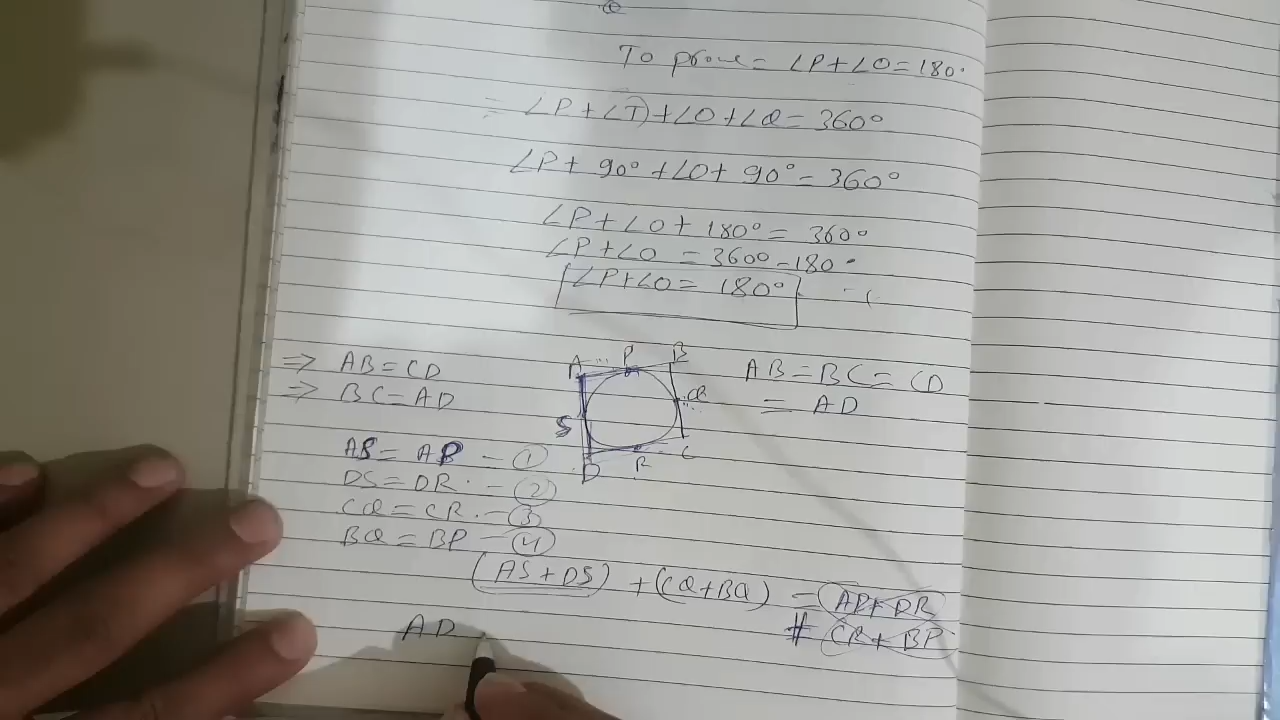 To prove = ∠P+∠O=180°
= ∠P+∠T+∠O+∠Q=360°
∠P+ 90°+∠O+ 90°=360°
∠P+∠O+180°= 360°
∠P+∠O = 360°-180°
∠P+∠O= 180°
⇒ AB=CD
⇒ BC=AD
A P B
S Q
D R C
AB=BC=CD
= AD
AS= AP - ①
DS=DR. - ②
CQ=CR. - ③
BQ=BP - ④
(AS+DS) +(CQ+BQ) = AP+DR
# CR+BP
AD